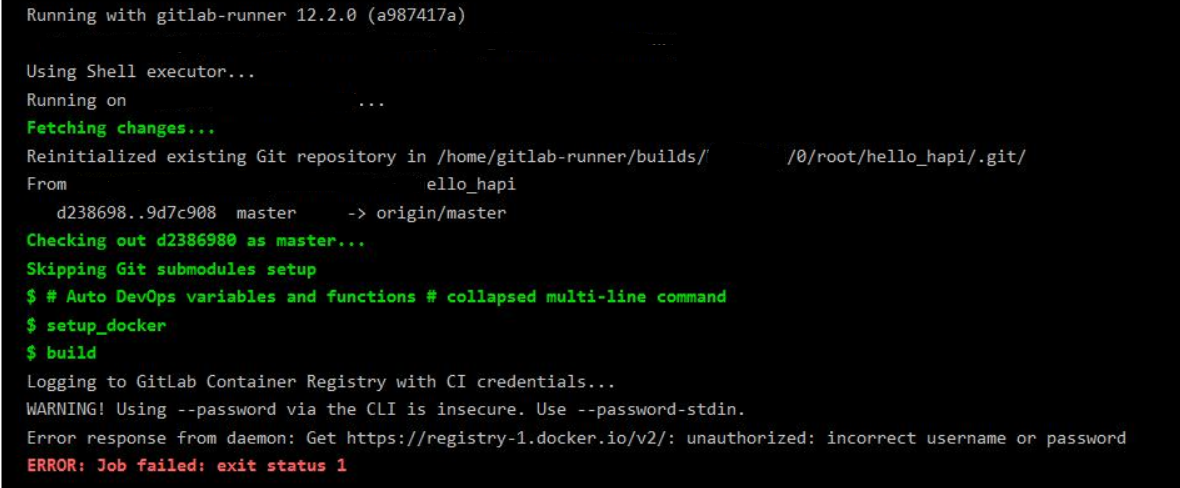 Running with gitlab-runner 12.2.0 (a987417a)
...
Using Shell executor...
Running on ...
Fetching changes...
Reinitialized existing Git repository in /home/gitlab-runner/builds/ /0/root/hello_hapi/.git/
From ello_hapi
d238698..9d7c908 master -> origin/master
Checking out d2386980 as master...
Skipping Git submodules setup
$ # Auto DevOps variables and functions # collapsed multi-line command
$ setup_docker
$ build
Logging to GitLab Container Registry with CI credentials...
WARNING! Using --password via the CLI is insecure. Use --password-stdin.
Error response from daemon: Get https://registry-1.docker.io/v2/: unauthorized: incorrect username or password
ERROR: Job failed: exit status 1